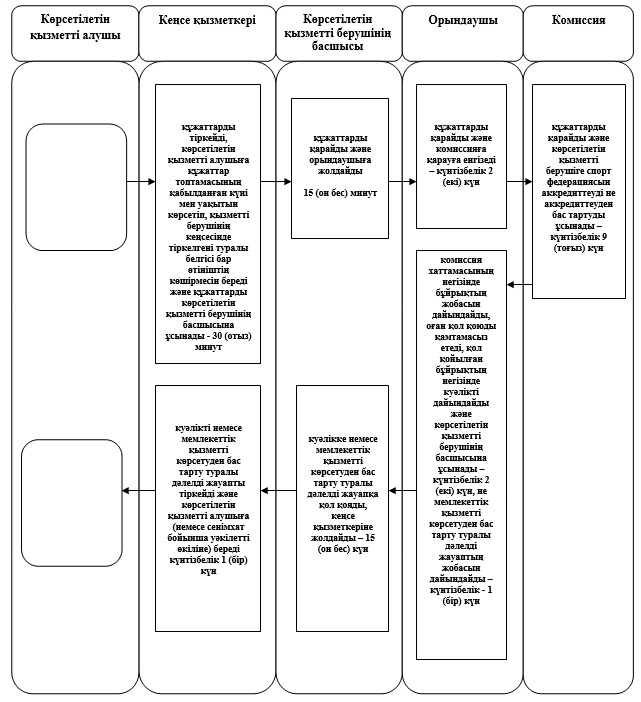 Көрсетілетін
қызметті алушы
Кеңсе қызметкері
Көрсетілетін
қызметті берушінің
басшысы
Орындаушы
Комиссия
құжаттарды
тіркейді,
көрсетілетін
қызметті алушыға
құжаттар
топтамасының
қабылданған күні
мен уақытын
көрсетіп, қызметті
берушінің
кеңсесінде
тіркелгені туралы
белгісі бар
өтініштің
көшірмесін береді
және құжаттарды
көрсетілетін
қызметті берушінің
басшысына
ұсынады - 30 (отыз)
минут
құжаттарды
қарайды және
орындаушыға
жолдайды
15 (он бес) минут
құжаттарды
қарайды және
комиссияға
қарауға енгізеді
– күнтізбелік 2
(екі) күн
құжаттарды
қарайды және
көрсетілетін
қызметті
берушіге спорт
федерациясын
аккредиттеуді не
аккредиттеуден
бас тартуды
ұсынады –
күнтізбелік 9
(тоғыз) күн
комиссия
хаттамасының
негізінде
бұйрықтың
жобасын
дайындайды,
оған қол қоюды
қамтамасыз
етеді, қол
қойылған
бұйрықтың
негізінде
куәлікті
дайындайды
және
көрсетілетін
қызметті
берушінің
басшысына
ұсынады –
күнтізбелік 2
(екі) күн, не
мемлекеттік
қызметті
көрсетуден бас
тарту туралы
дәлелді
жауаптың
жобасын
дайындайды –
күнтізбелік - 1
(бір) күн
куәлікке немесе
мемлекеттік
қызметті
көрсетуден бас
тарту туралы
дәлелді жауапқа
қол қояды,
кеңсе
қызметкеріне
жолдайды – 15
(он бес) күн
куәлікті немесе
мемлекеттік
қызметті
көрсетуден бас
тарту туралы
дәлелді жауапты
тіркейді және
көрсетілетін
қызметті алушыға
(немесе сенімхат
бойынша уәкілетті
өкіліне) береді
күнтізбелік 1 (бір)
күн